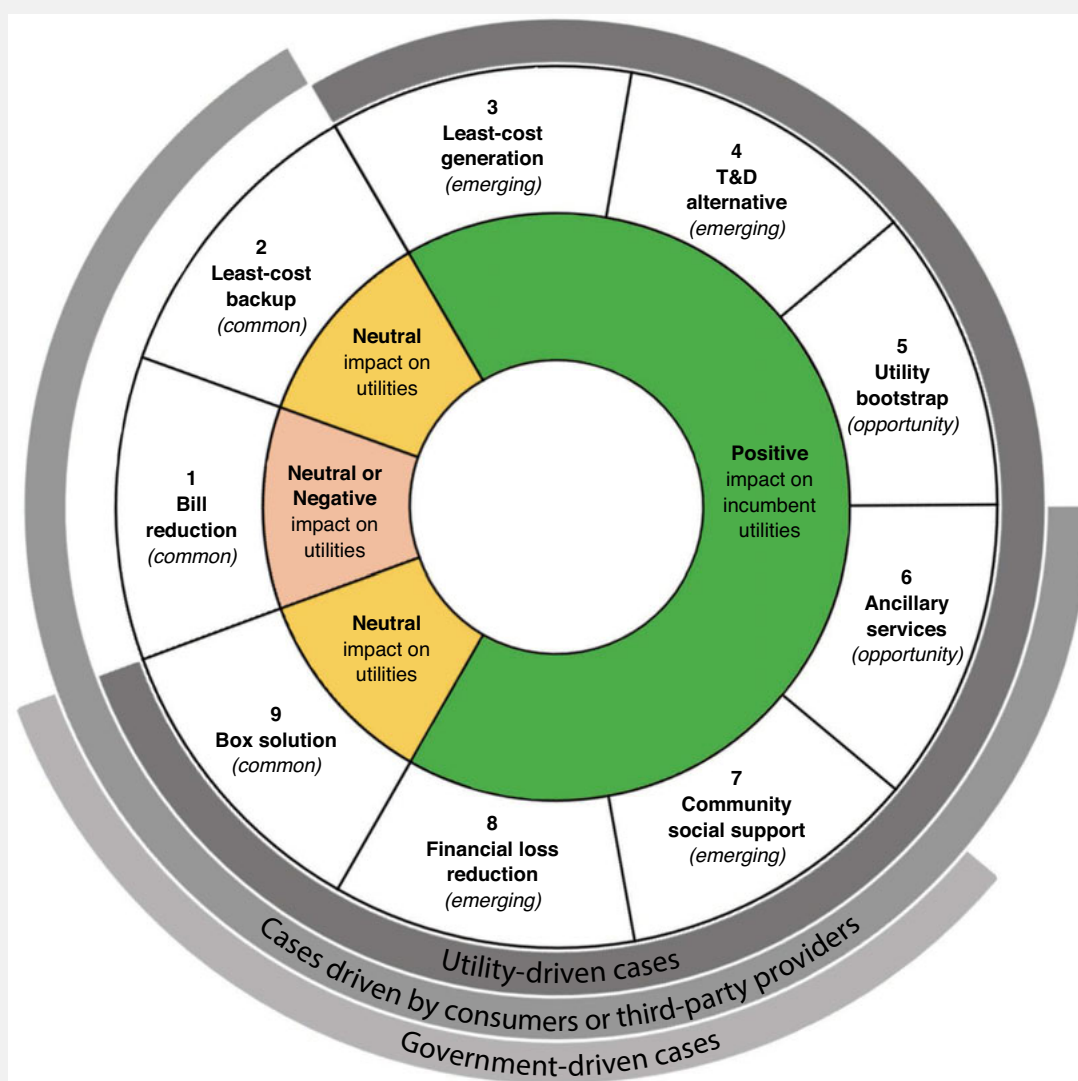 1
Bill
reduction
(common)
2
Least-cost
backup
(common)
3
Least-cost
generation
(emerging)
4
T&D
alternative
(emerging)
5
Utility
bootstrap
(opportunity)
6
Ancillary
services
(opportunity)
7
Community
social support
(emerging)
8
Financial loss
reduction
(emerging)
9
Box solution
(common)
Neutral
impact on
utilities
Neutral or
Negative
impact on
utilities
Neutral
impact on
utilities
Positive
impact on
incumbent
utilities
Utility-driven cases
Cases driven by consumers or third-party providers
Government-driven cases